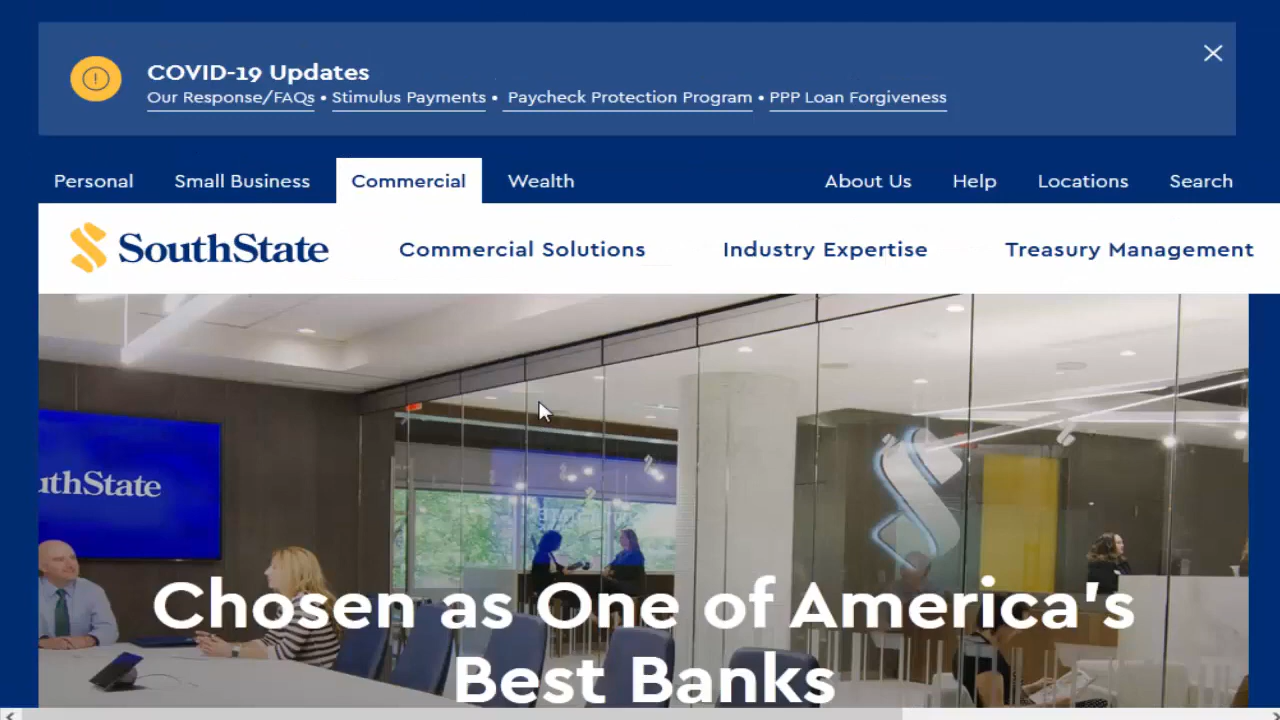 COVID-19 Updates
Our Response/FAQs • Stimulus Payments • Paycheck Protection Program • PPP Loan Forgiveness
Personal Small Business Commercial Wealth About Us Help Locations Search
SouthState Commercial Solutions Industry Expertise Treasury Management
uthState
Chosen as One of America's
Best Banks